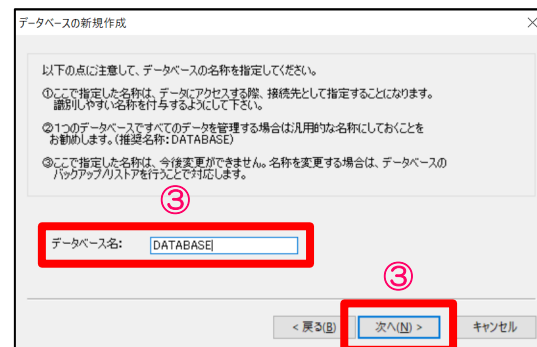 データベースの新規作成
以下の点に注意して、データベースの名称を指定してください。
①ここで指定した名称は、データにアクセスする際、接続先として指定することになります。
識別しやすい名称を付与するようにして下さい。
②1つのデータベースですべてのデータを管理する場合は汎用的な名称にしておくことを
お勧めします。(推奨名称:DATABASE)
③ここで指定した名称は、今後変更ができません。名称を変更する場合は、データベースの
バックアップ/リストアを行うことで対応します。
③
データベース名: DATABASE
③
< 戻る(B) 次へ(N) > キャンセル